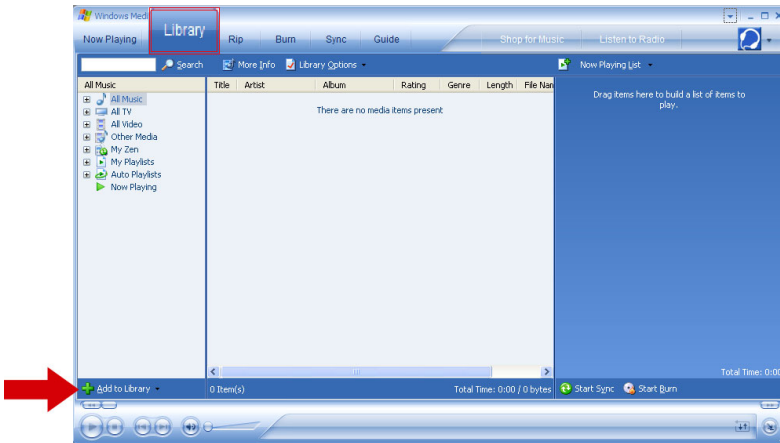 Windows Medi
Now Playing Library Rip Burn Sync Guide Shop for Music Listen to Radio
Search More Info Library Options Now Playing List
All Music Title Artist Album Rating Genre Length File Nan
All Music
All TV
All Video
Other Media
My Zen
My Playlists
Auto Playlists
Now Playing
There are no media items present
Drag items here to build a list of items to
play.
Total Time: 0:00
Add to Library 0 Item(s) Total Time: 0:00 / 0 bytes Start Sync Start Burn